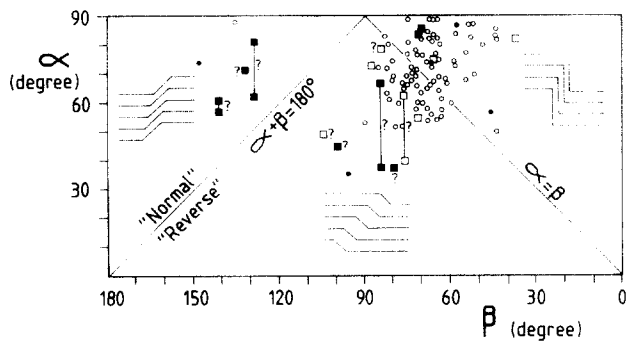 90
α
(degree)
60
30
? ? ? ? ? ? ? ? ? ?
α+β=180°
"Normal"
"Reverse"
α=β
180 150 120 90 60 30 0
β (degree)